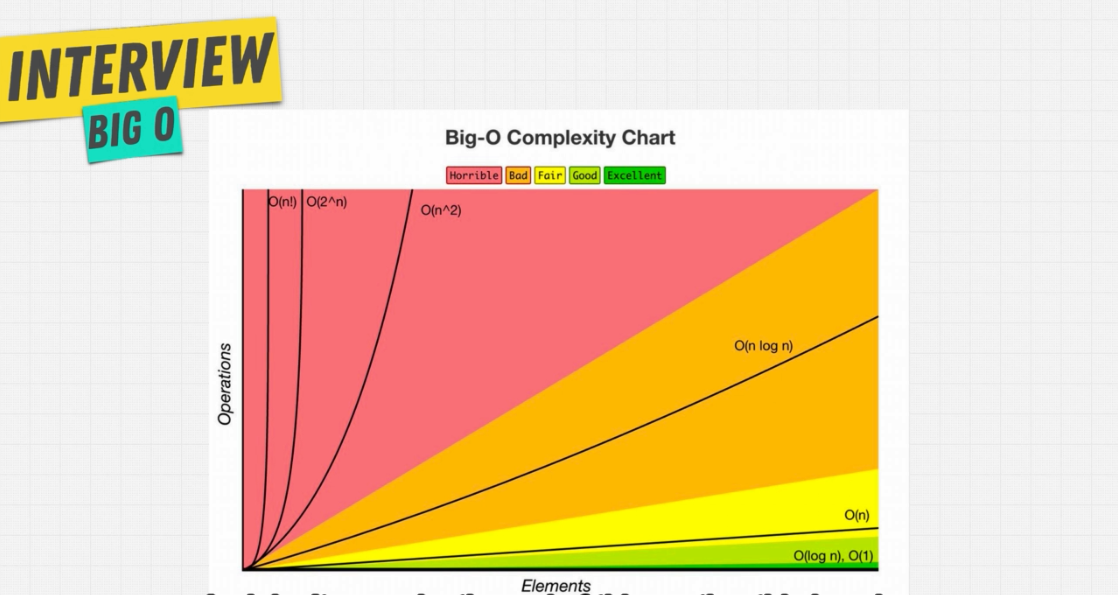 INTERVIEW
BIG O
Big-O Complexity Chart
Horrible Bad Fair Good Excellent
O(n!) O(2^n) O(n^2)
O(n log n)
O(n)
O(log n), O(1)
Operations
Elements